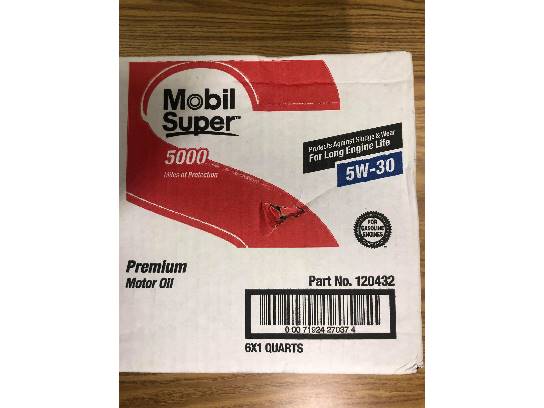 Mobil
Super™
5000
Miles of Protection
Protects Against Sludge & Wear
For Long Engine Life
5W-30
FOR
GASOLINE
ENGINES
Premium
Motor Oil
Part No. 120432
0 00 71924 27037 4
6X1 QUARTS